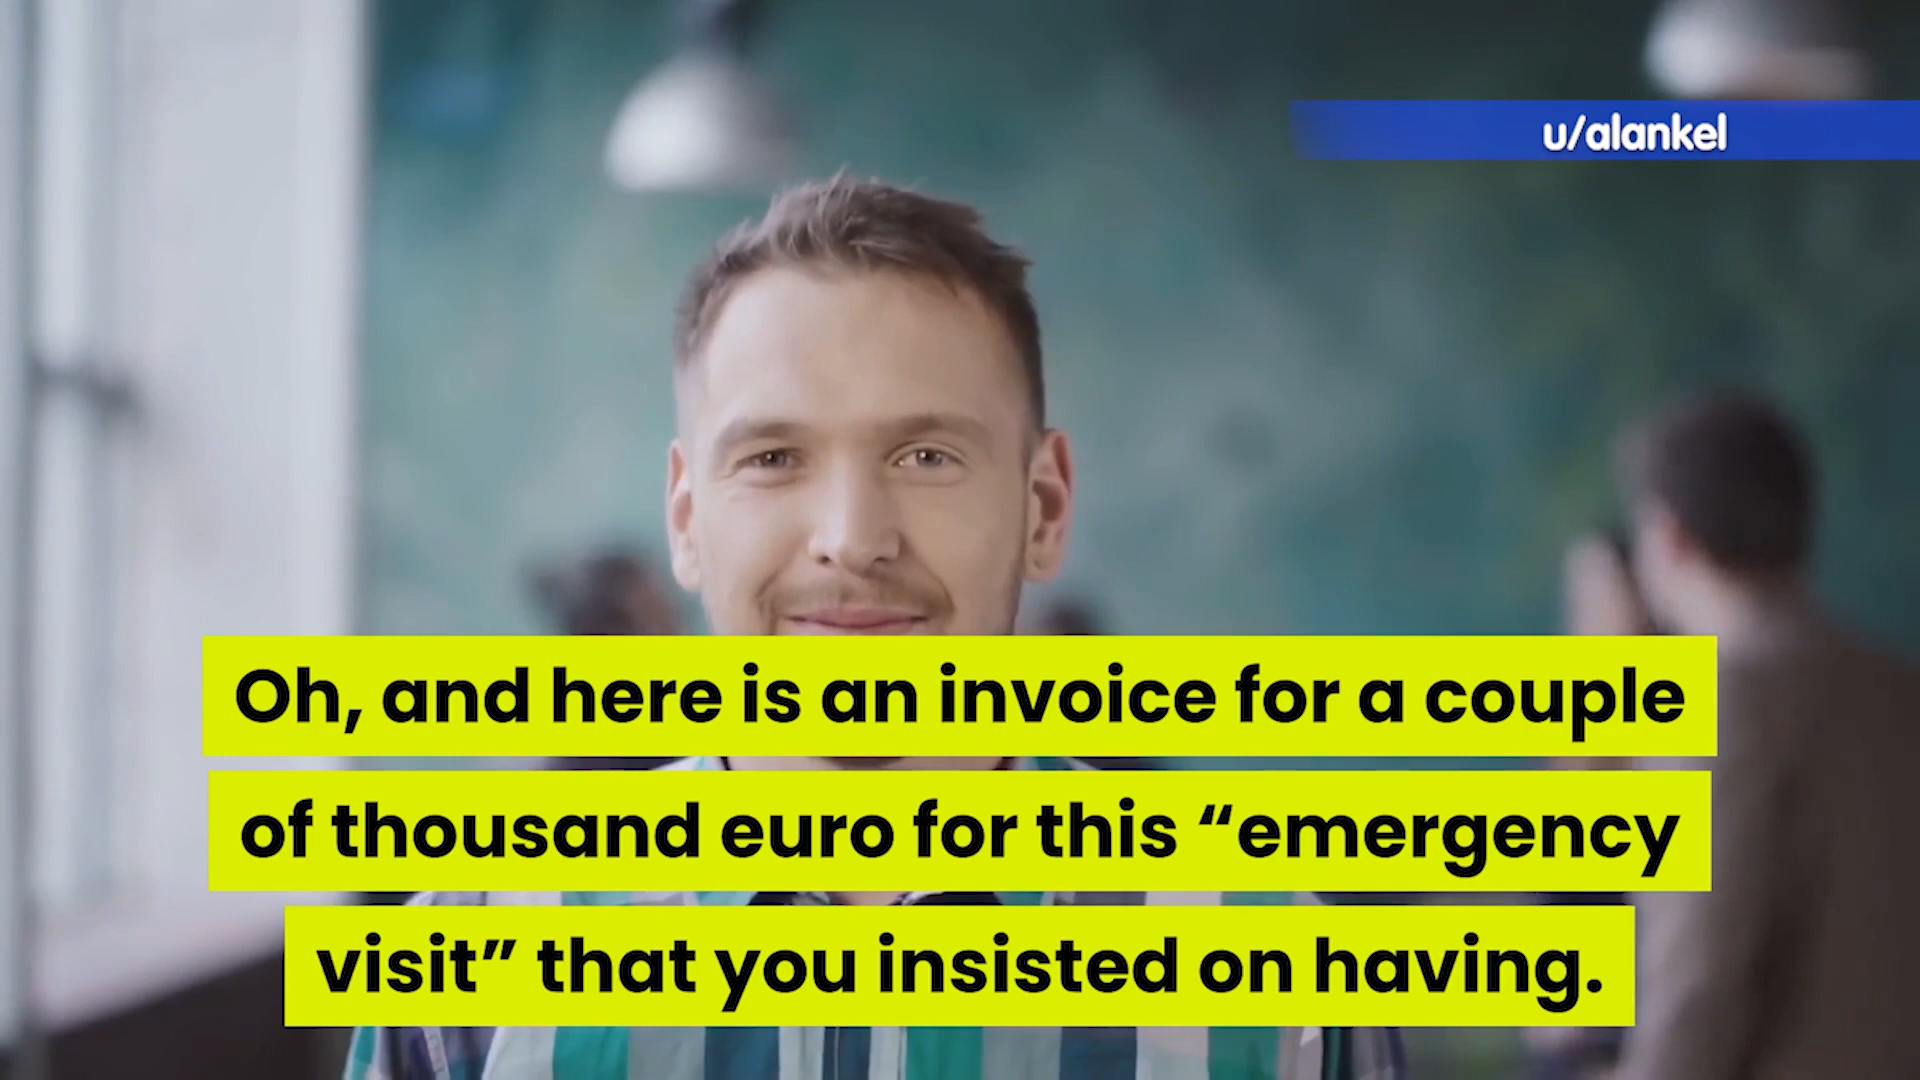 u/alankel
Oh, and here is an invoice for a couple
of thousand euro for this “emergency
visit” that you insisted on having.